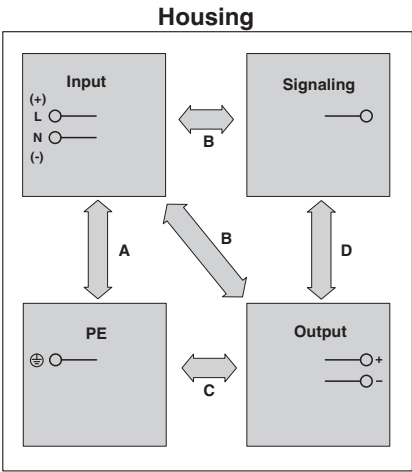 Housing
Input
(+)
L
N
(-)
Signaling
B
A
B
D
PE
Output
+
–
C